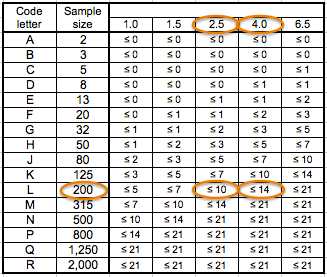 Code letter Sample size 1.0 1.5 2.5 4.0 6.5
A 2 ≤ 0 ≤ 0 ≤ 0 ≤ 0 ≤ 0
B 3 ≤ 0 ≤ 0 ≤ 0 ≤ 0 ≤ 0
C 5 ≤ 0 ≤ 0 ≤ 0 ≤ 0 ≤ 1
D 8 ≤ 0 ≤ 0 ≤ 0 ≤ 1 ≤ 1
E 13 ≤ 0 ≤ 0 ≤ 1 ≤ 1 ≤ 2
F 20 ≤ 0 ≤ 1 ≤ 1 ≤ 2 ≤ 3
G 32 ≤ 1 ≤ 1 ≤ 2 ≤ 3 ≤ 5
H 50 ≤ 1 ≤ 2 ≤ 3 ≤ 5 ≤ 7
J 80 ≤ 2 ≤ 3 ≤ 5 ≤ 7 ≤ 10
K 125 ≤ 3 ≤ 5 ≤ 7 ≤ 10 ≤ 14
L 200 ≤ 5 ≤ 7 ≤ 10 ≤ 14 ≤ 21
M 315 ≤ 7 ≤ 10 ≤ 14 ≤ 21 ≤ 21
N 500 ≤ 10 ≤ 14 ≤ 21 ≤ 21 ≤ 21
P 800 ≤ 14 ≤ 21 ≤ 21 ≤ 21 ≤ 21
Q 1,250 ≤ 21 ≤ 21 ≤ 21 ≤ 21 ≤ 21
R 2,000 ≤ 21 ≤ 21 ≤ 21 ≤ 21 ≤ 21